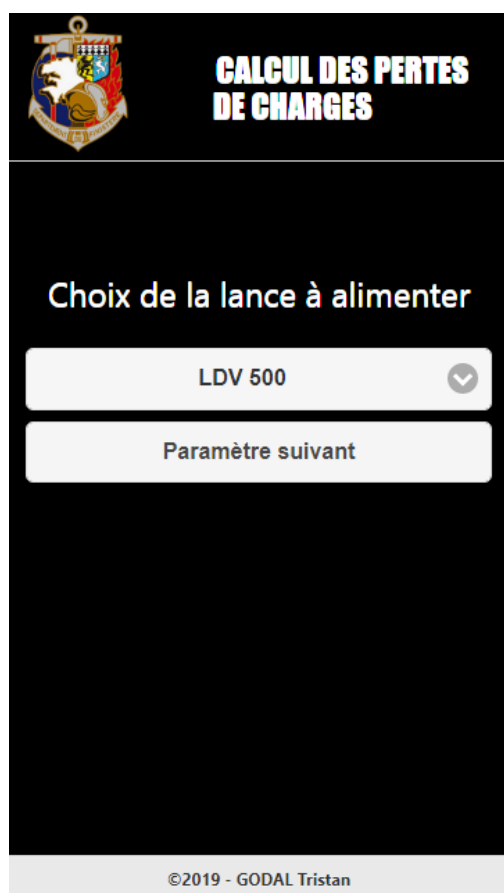 CALCUL DES PERTES
DE CHARGES
Choix de la lance à alimenter
LDV 500
Paramètre suivant
©2019 - GODAL Tristan